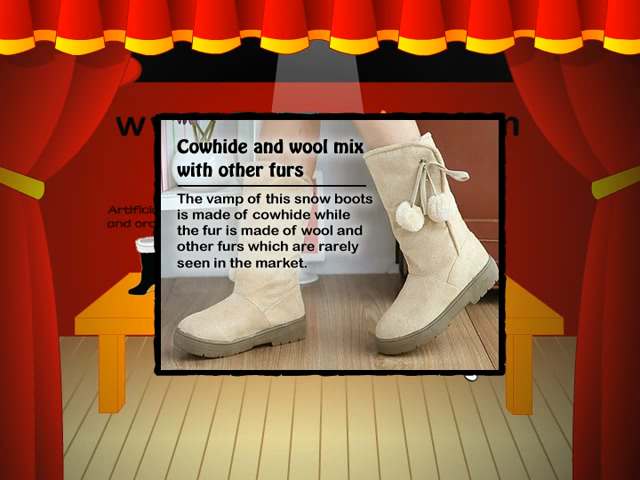 Cowhide and wool mix
with other furs
The vamp of this snow boots
is made of cowhide while
the fur is made of wool and
other furs which are rarely
seen in the market.